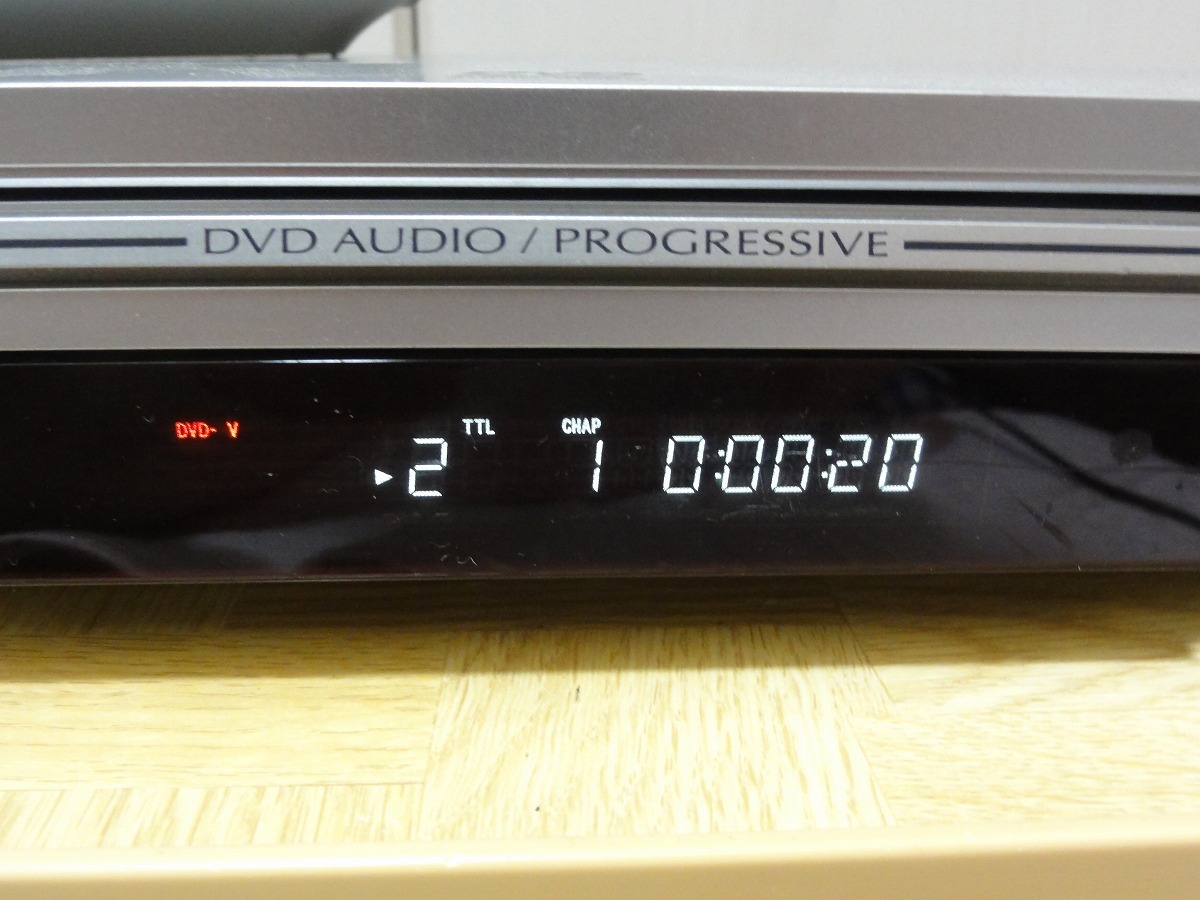 DVD AUDIO / PROGRESSIVE
DVD-V TTL CHAP
▶2 1 0:00:20